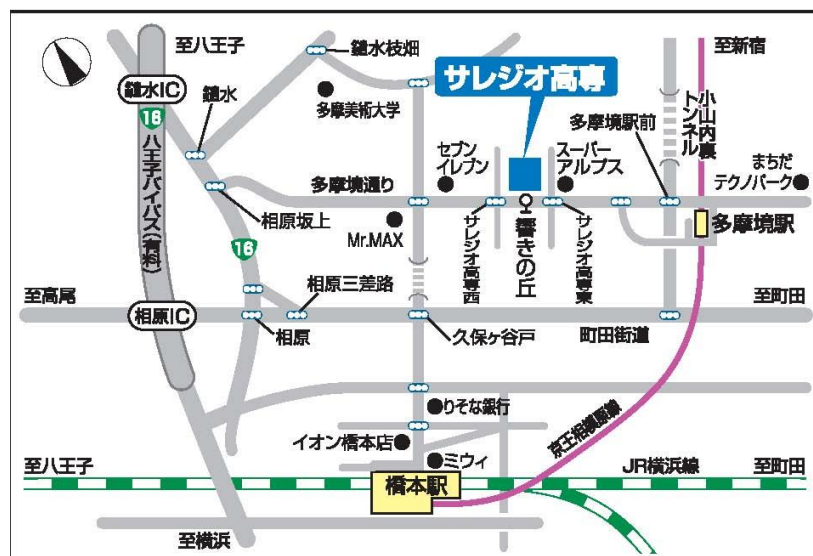 至八王子
鑓水枝畑
至新宿
サレジオ高専
鑓水IC
16
鑓水
多摩美術大学
小山内裏
トンネル
多摩境駅前
セブン
イレブン
スーパー
アルプス
まちだ
テクノパーク
八王子バイパス(有料)
多摩境通り
相原坂上
Mr.MAX
サレジオ高専西
響きの丘
サレジオ高専東
多摩境駅
16
至高尾
相原三差路
至町田
相原IC
相原
久保ヶ谷戸
町田街道
りそな銀行
京王相模原線
イオン橋本店
至八王子
ミウィ
JR横浜線
至町田
橋本駅
至横浜